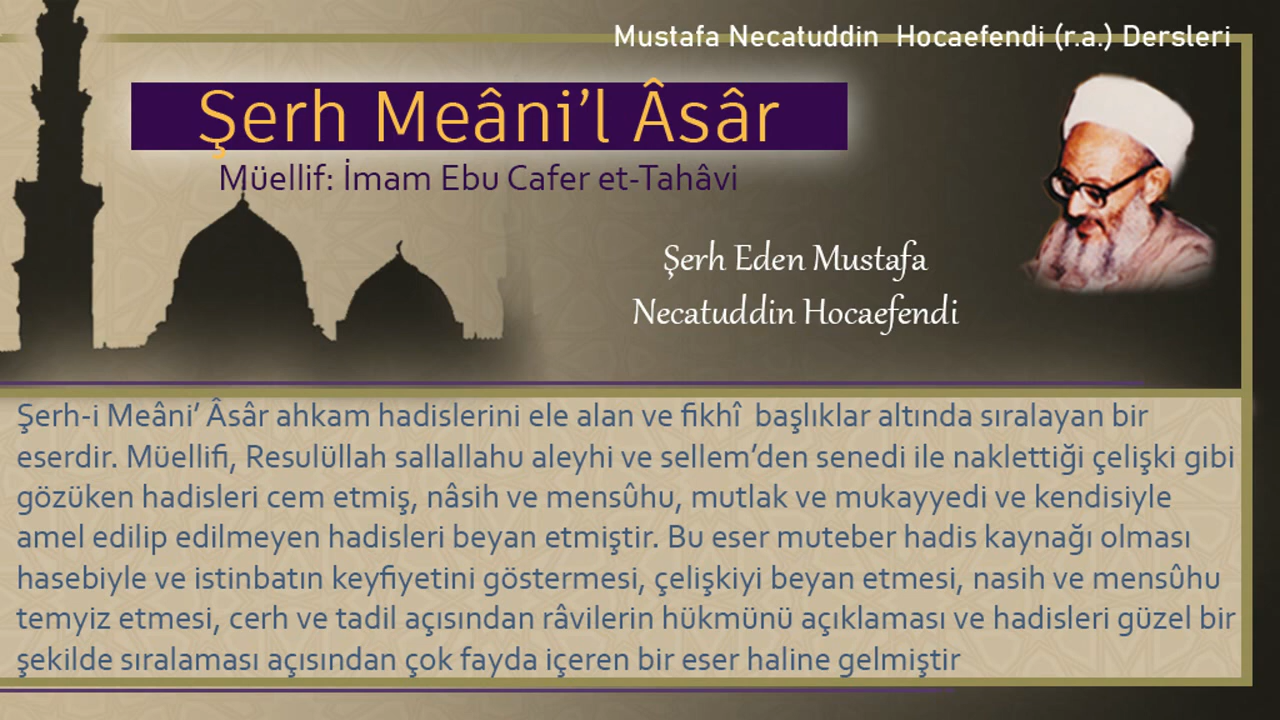 Mustafa Necatuddin Hocaefendi (r.a.) Dersleri
Şerh Meâni’l Âsâr
Müellif: İmam Ebu Cafer et-Tahâvi
Şerh Eden Mustafa
Necatuddin Hocaefendi
Şerh-i Meâni’ Âsâr ahkam hadislerini ele alan ve fikhî başlıklar altında sıralayan bir
eserdir. Müellifi, Resulüllah sallallahu aleyhi ve sellem’den senedi ile naklettiği çelişki gibi
gözüken hadisleri cem etmiş, nâsih ve mensûhu, mutlak ve mukayyedi ve kendisiyle
amel edilip edilmeyen hadisleri beyan etmiştir. Bu eser muteber hadis kaynağı olması
hasebiyle ve istinbatın keyfiyetini göstermesi, çelişkiyi beyan etmesi, nasih ve mensûhu
temyiz etmesi, cerh ve tadil açısından râvilerin hükmünü açıklaması ve hadisleri güzel bir
şekilde sıralaması açısından çok fayda içeren bir eser haline gelmiştir